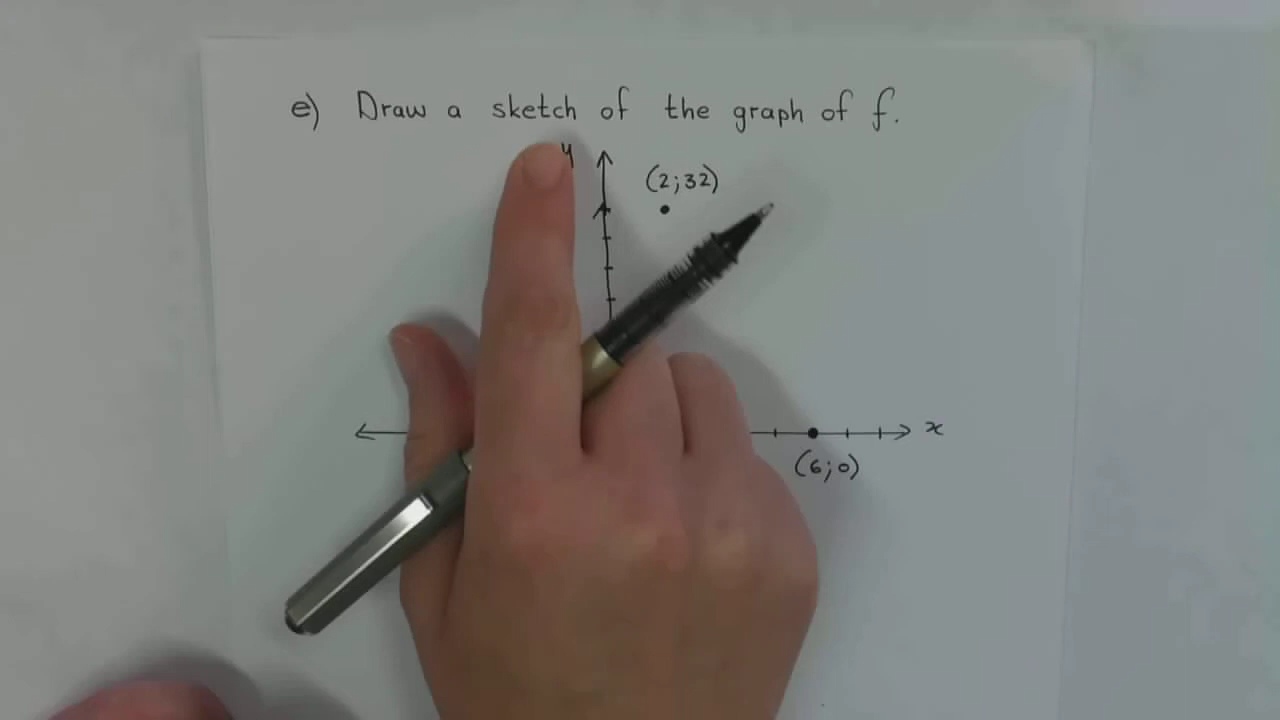 e) Draw a sketch of the graph of f.
y
(2;32)
x
(6;0)